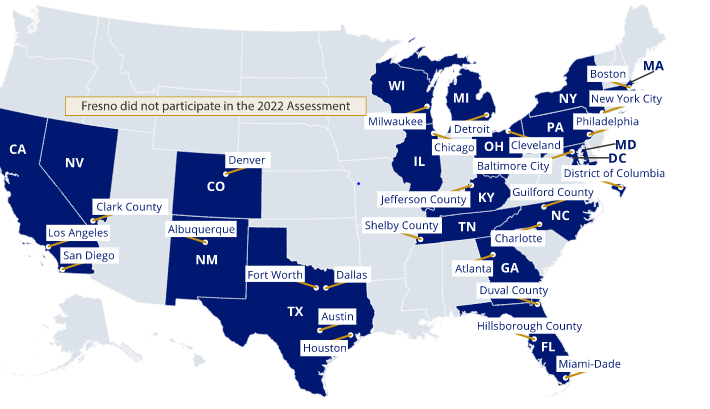 MA
Boston
WI
MI
NY
New York City
Fresno did not participate in the 2022 Assessment
Milwaukee
Detroit
PA
Philadelphia
CA
NV
Chicago
OH
Cleveland
MD
Denver
IL
Baltimore City
DC
District of Columbia
CO
Jefferson County
KY
Guilford County
Clark County
Los Angeles
Albuquerque
Shelby County
TN
NC
Charlotte
San Diego
NM
Fort Worth
Dallas
Atlanta
GA
Duval County
TX
Austin
Hillsborough County
Houston
FL
Miami-Dade